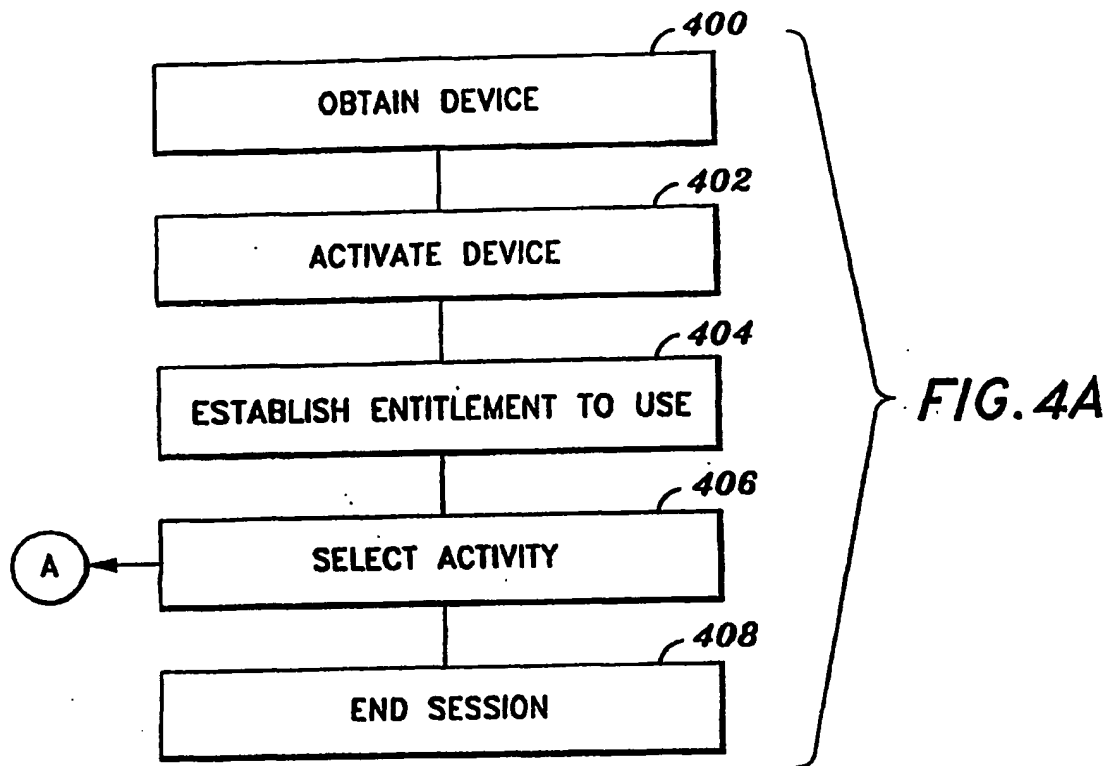 400
OBTAIN DEVICE
402
ACTIVATE DEVICE
404
ESTABLISH ENTITLEMENT TO USE
FIG. 4A
406
A
SELECT ACTIVITY
408
END SESSION